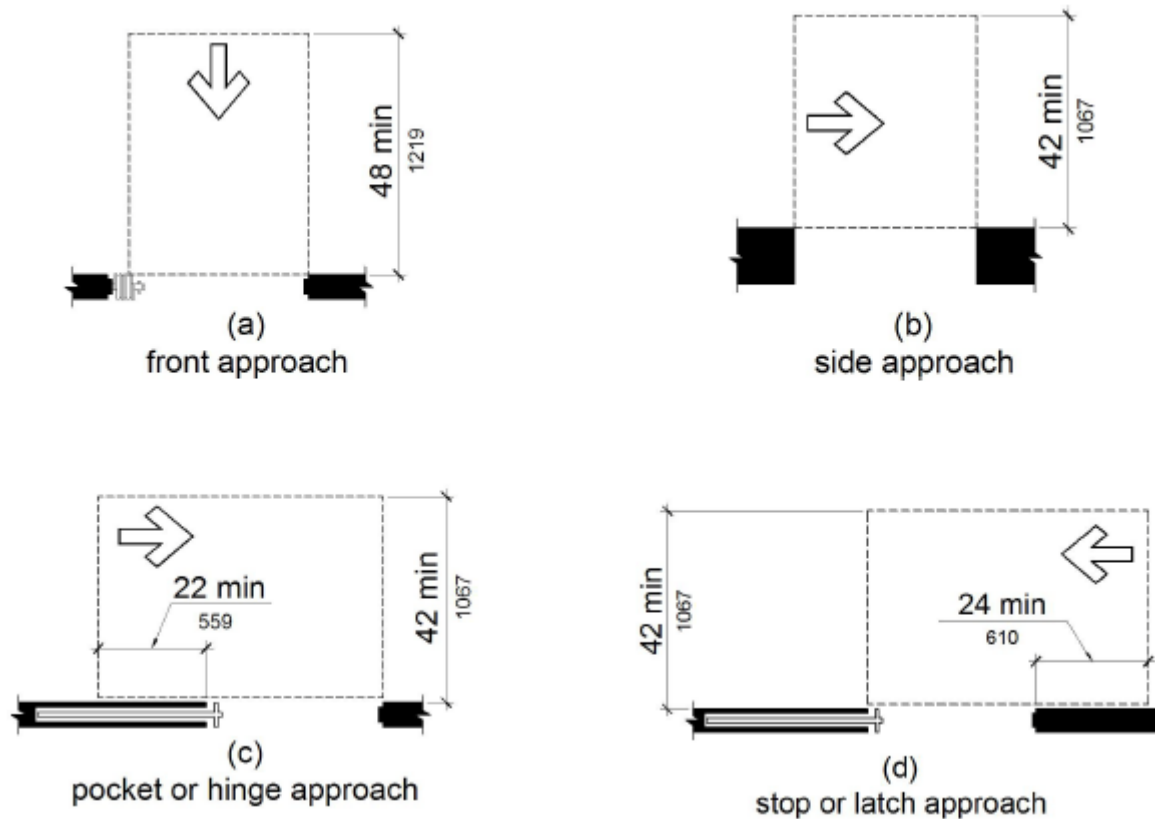 48 min
1219
(a)
front approach
42 min
1067
(b)
side approach
22 min
559
42 min
1067
(c)
pocket or hinge approach
42 min
1067
24 min
610
(d)
stop or latch approach